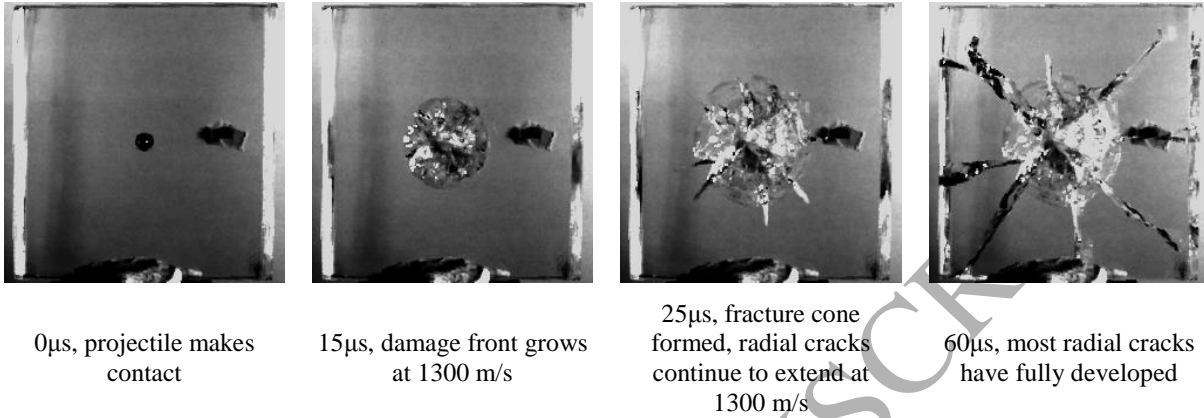 0μs, projectile makes
contact
15μs, damage front grows
at 1300 m/s
25μs, fracture cone
formed, radial cracks
continue to extend at
1300 m/s
60μs, most radial cracks
have fully developed
SCR